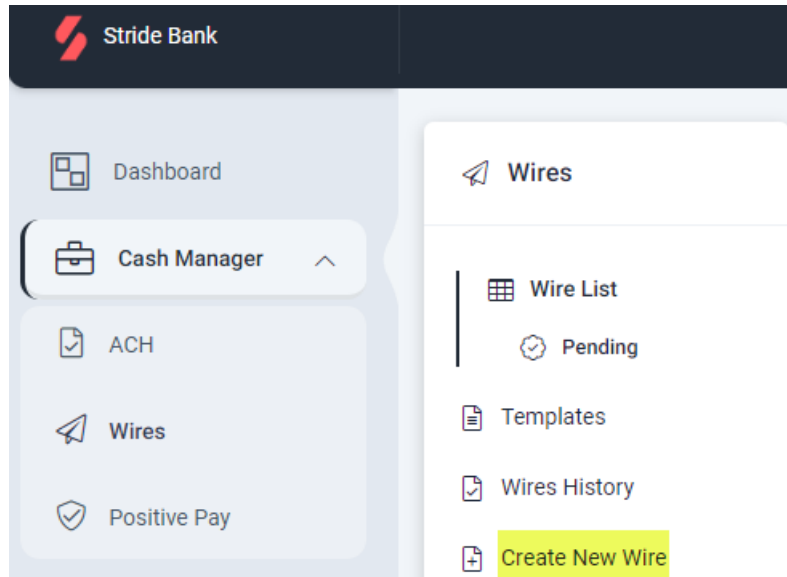 Stride Bank
Dashboard
Cash Manager
ACH
Wires
Positive Pay
Wires
Wire List
Pending
Templates
Wires History
Create New Wire